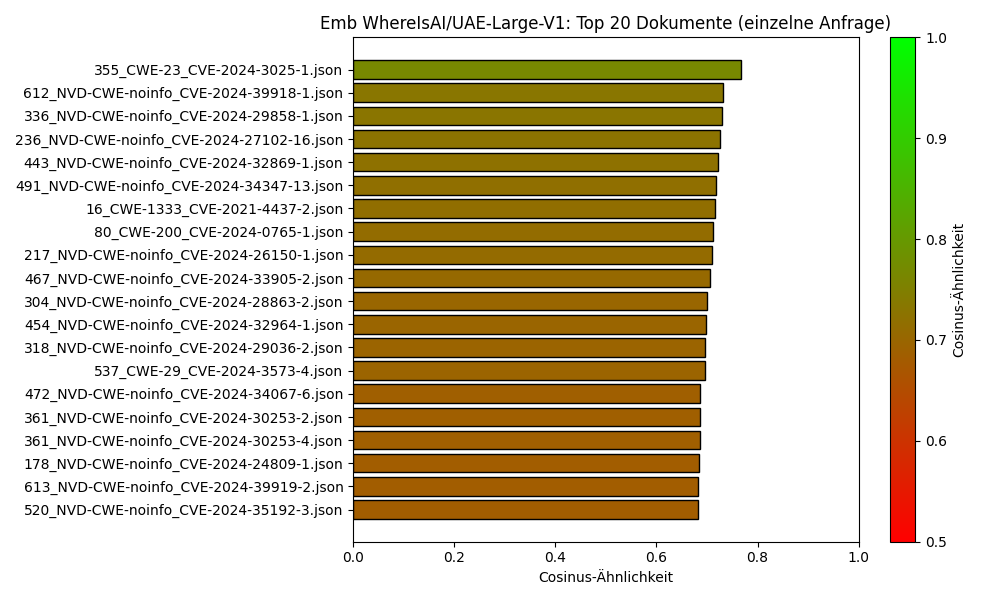 Emb WhereIsAI/UAE-Large-V1: Top 20 Dokumente (einzelne Anfrage)
355_CWE-23_CVE-2024-3025-1.json
612_NVD-CWE-noinfo_CVE-2024-39918-1.json
336_NVD-CWE-noinfo_CVE-2024-29858-1.json
236_NVD-CWE-noinfo_CVE-2024-27102-16.json
443_NVD-CWE-noinfo_CVE-2024-32869-1.json
491_NVD-CWE-noinfo_CVE-2024-34347-13.json
16_CWE-1333_CVE-2021-4437-2.json
80_CWE-200_CVE-2024-0765-1.json
217_NVD-CWE-noinfo_CVE-2024-26150-1.json
467_NVD-CWE-noinfo_CVE-2024-33905-2.json
304_NVD-CWE-noinfo_CVE-2024-28863-2.json
454_NVD-CWE-noinfo_CVE-2024-32964-1.json
318_NVD-CWE-noinfo_CVE-2024-29036-2.json
537_CWE-29_CVE-2024-3573-4.json
472_NVD-CWE-noinfo_CVE-2024-34067-6.json
361_NVD-CWE-noinfo_CVE-2024-30253-2.json
361_NVD-CWE-noinfo_CVE-2024-30253-4.json
178_NVD-CWE-noinfo_CVE-2024-24809-1.json
613_NVD-CWE-noinfo_CVE-2024-39919-2.json
520_NVD-CWE-noinfo_CVE-2024-35192-3.json
0.0 0.2 0.4 0.6 0.8 1.0
Cosinus-Ähnlichkeit
1.0
0.9
0.8
0.7
0.6
0.5
Cosinus-Ähnlichkeit